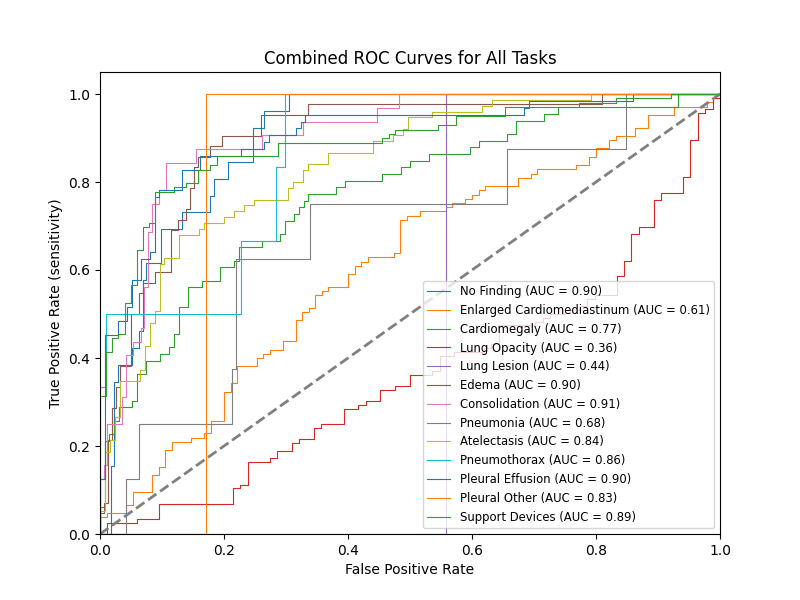 Combined ROC Curves for All Tasks
True Positive Rate (sensitivity)
1.0
0.8
0.6
0.4
0.2
0.0
No Finding (AUC = 0.90)
Enlarged Cardiomediastinum (AUC = 0.61)
Cardiomegaly (AUC = 0.77)
Lung Opacity (AUC = 0.36)
Lung Lesion (AUC = 0.44)
Edema (AUC = 0.90)
Consolidation (AUC = 0.91)
Pneumonia (AUC = 0.68)
Atelectasis (AUC = 0.84)
Pneumothorax (AUC = 0.86)
Pleural Effusion (AUC = 0.90)
Pleural Other (AUC = 0.83)
Support Devices (AUC = 0.89)
0.0 0.2 0.4 0.6 0.8 1.0
False Positive Rate